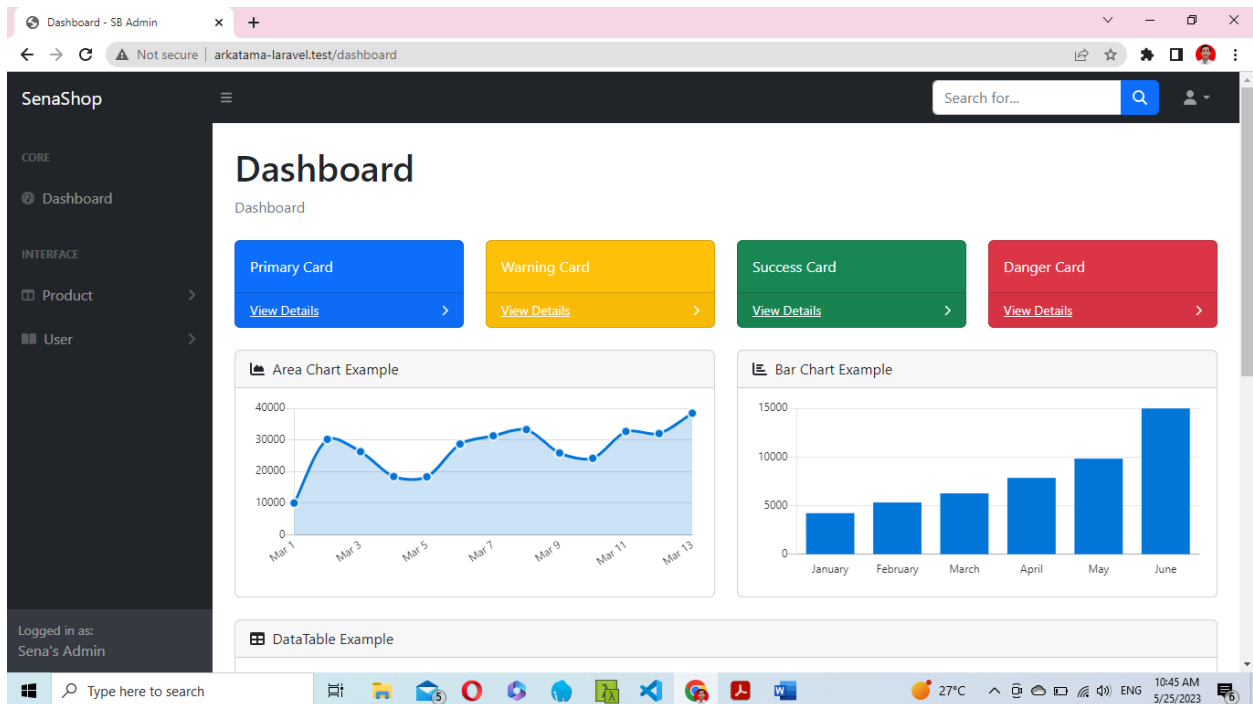 Dashboard - SB Admin
Not secure | arkatama-laravel.test/dashboard
SenaShop
Search for...
CORE
Dashboard
INTERFACE
Product
User
Logged in as:
Sena's Admin
Dashboard
Dashboard
Primary Card
View Details
Warning Card
View Details
Success Card
View Details
Danger Card
View Details
Area Chart Example
40000
30000
20000
10000
0
Mar 1
Mar 3
Mar 5
Mar 7
Mar 9
Mar 11
Mar 13
Bar Chart Example
15000
10000
5000
0
January
February
March
April
May
June
DataTable Example
Type here to search
5
27°C
ENG
10:45 AM
5/25/2023
6